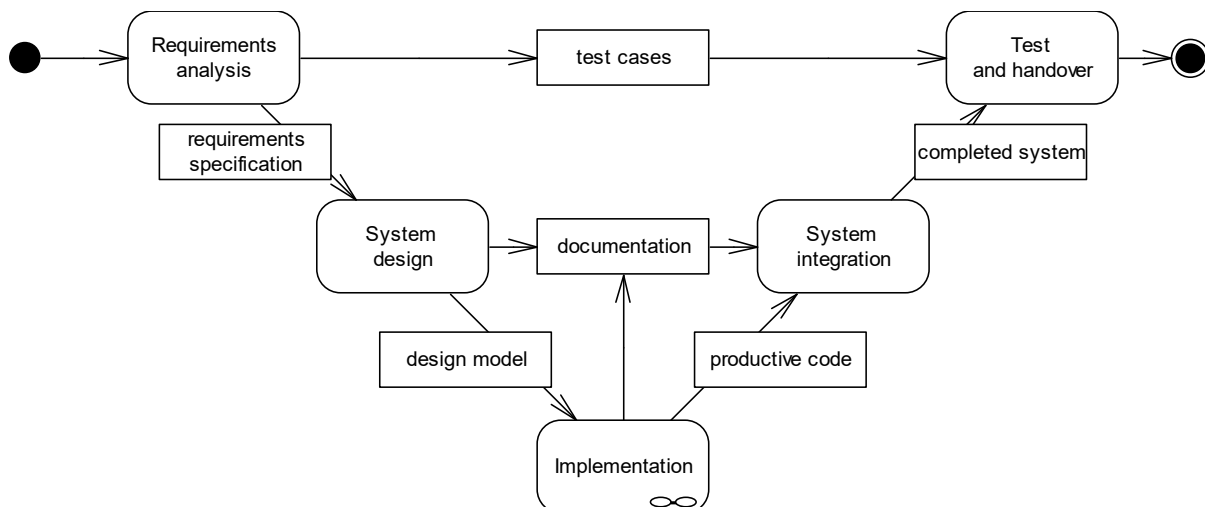 Requirements
analysis
test cases
Test
and handover
requirements
specification
completed system
System
design
documentation
System
integration
design model
productive code
Implementation